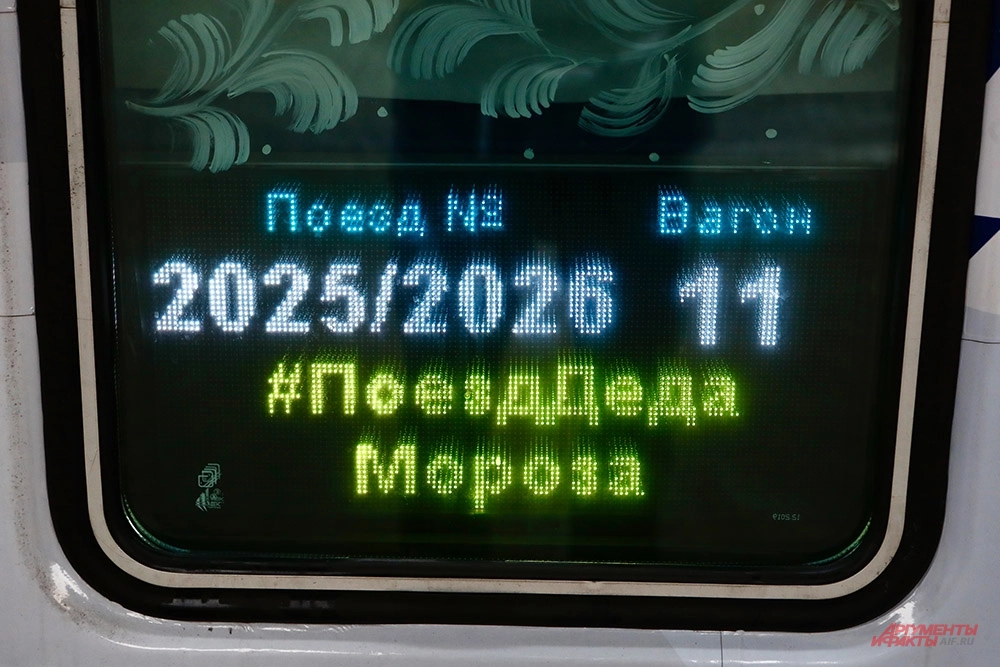 Поезд № Вагон
2025/2026 11
#ПоездДеда
Мороза
АРГУМЕНТЫ
И ФАКТЫ AIF.RU